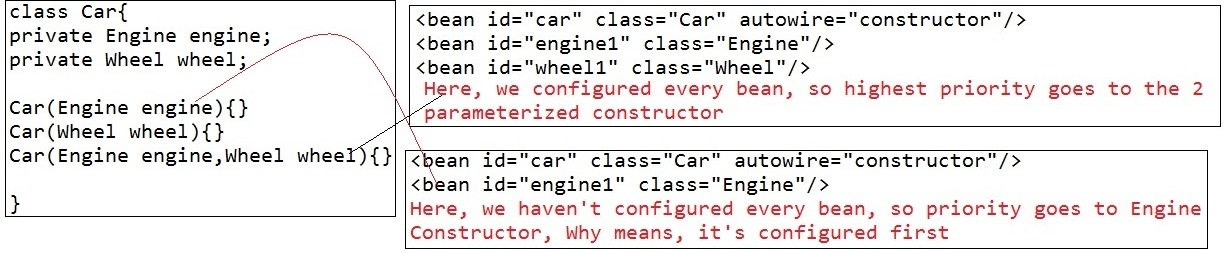 class Car{
private Engine engine;
private Wheel wheel;
Car(Engine engine){}
Car(Wheel wheel){}
Car(Engine engine,Wheel wheel){}
}
<bean id="car" class="Car" autowire="constructor"/>
<bean id="engine1" class="Engine"/>
<bean id="wheel1" class="Wheel"/>
Here, we configured every bean, so highest priority goes to the 2
parameterized constructor
<bean id="car" class="Car" autowire="constructor"/>
<bean id="engine1" class="Engine"/>
Here, we haven't configured every bean, so priority goes to Engine
Constructor, Why means, it's configured first